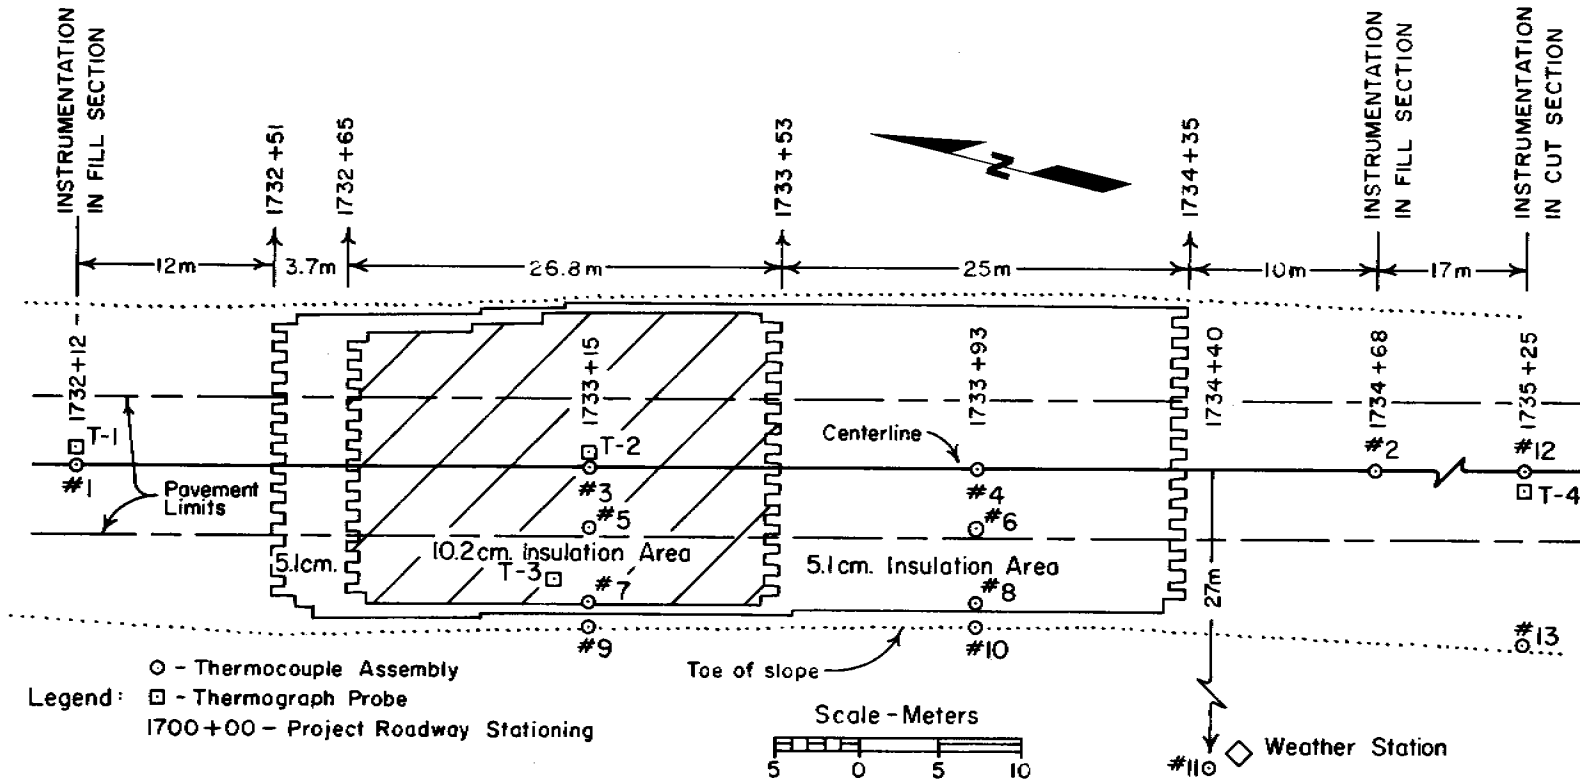 INSTRUMENTATION
IN FILL SECTION
1732+51
1732+65
1733+53
1734+35
INSTRUMENTATION
IN FILL SECTION
INSTRUMENTATION
IN CUT SECTION
N
12m
3.7m
26.8m
25m
10m
17m
1732+12
1733+15
1733+93
1734+40
1734+68
1735+25
T-1
T-2
Centerline
#2
#12
#1
Pavement
Limits
#3
#4
T-4
#5
#6
5.1cm.
10.2cm. Insulation Area
5.1cm. Insulation Area
T-3
#7
#8
27m
#9
#10
#13
Toe of slope
Legend:
- Thermocouple Assembly
- Thermograph Probe
1700+00 - Project Roadway Stationing
Scale-Meters
5 0 5 10
#11
Weather Station